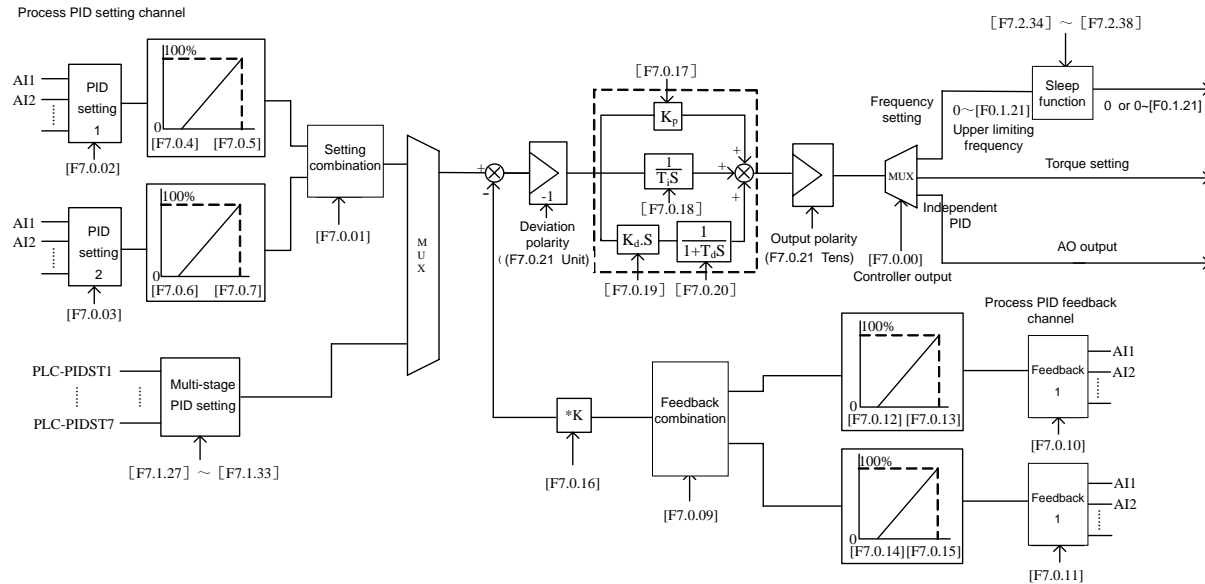 Process PID setting channel
AI1
AI2
PID
setting
1
[F7.0.02]
100%
0
[F7.0.4]
[F7.0.5]
AI1
AI2
PID
setting
2
[F7.0.03]
100%
0
[F7.0.6]
[F7.0.7]
Setting
combination
[F7.0.01]
PLC-PIDST1
PLC-PIDST7
Multi-stage
PID setting
[F7.1.27] ～ [F7.1.33]
MUX
+
-
-1
Deviation
polarity
((F7.0.21 Unit)
[F7.0.17]
Kp
1
TiS
[F7.0.18]
Kd.S
1
1+TdS
[F7.0.19]
[F7.0.20]
+
+
+
Output polarity
(F7.0.21 Tens)
MUX
[F7.0.00]
Controller output
Frequency
setting
0～[F0.1.21]
Upper limiting
frequency
[F7.2.34] ～ [F7.2.38]
Sleep
function
0 or 0~[F0.1.21]
Torque setting
Independent
PID
AO output
Process PID feedback
channel
*K
[F7.0.16]
Feedback
combination
[F7.0.09]
100%
0
[F7.0.12]
[F7.0.13]
Feedback
1
AI1
AI2
[F7.0.10]
100%
0
[F7.0.14]
[F7.0.15]
Feedback
1
AI1
AI2
[F7.0.11]